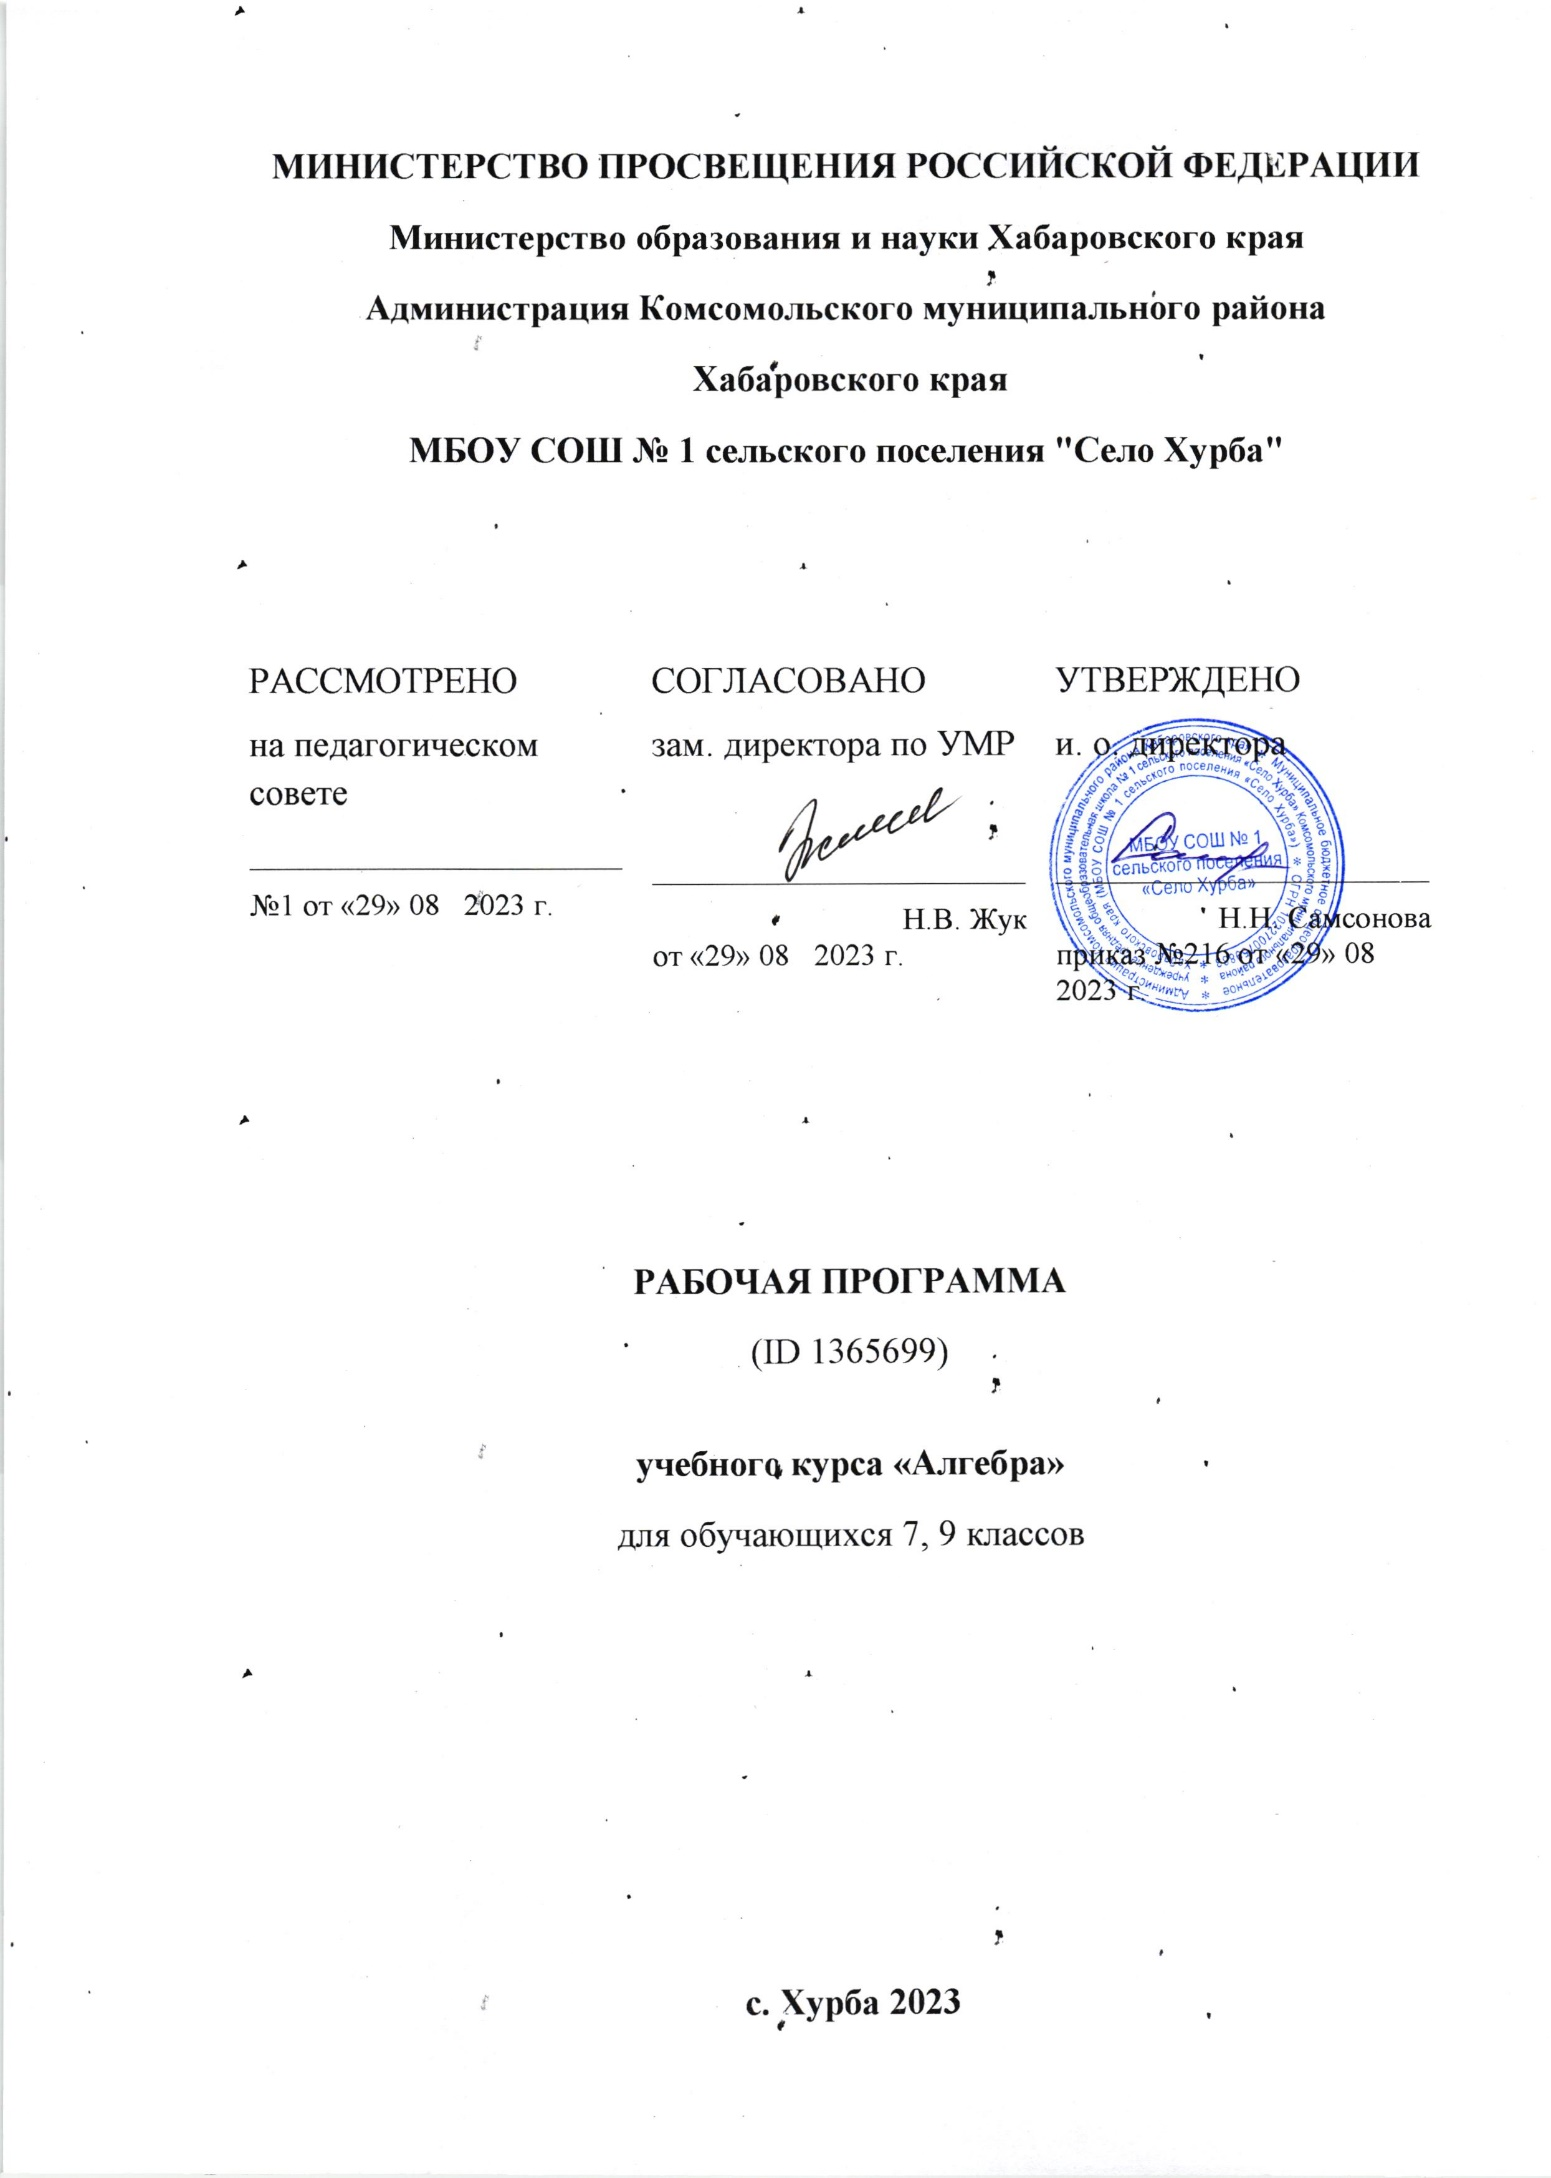 МИНИСТЕРСТВО ПРОСВЕЩЕНИЯ РОССИЙСКОЙ ФЕДЕРАЦИИ
Министерство образования и науки Хабаровского края
Администрация Комсомольского муниципального района
Хабаровского края
МБОУ СОШ № 1 сельского поселения "Село Хурба"
РАССМОТРЕНО
на педагогическом
совете
№1 от «29» 08 2023 г.
СОГЛАСОВАНО
зам. директора по УМР
Н.В. Жук
от «29» 08 2023 г.
УТВЕРЖДЕНО
и. о. директора
Н.Н. Самсонова
приказ №216 от «29» 08
2023 г.
МБОУ СОШ № 1
сельского поселения
«Село Хурба»
РАБОЧАЯ ПРОГРАММА
(ID 1365699)
учебного курса «Алгебра»
для обучающихся 7, 9 классов
с. Хурба 2023